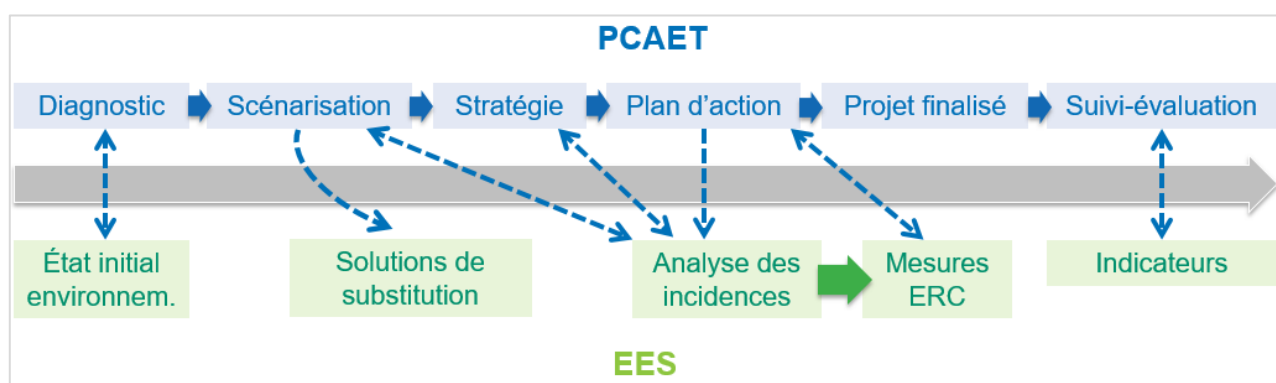 PCAET
Diagnostic
Scénarisation
Stratégie
Plan d'action
Projet finalisé
Suivi-évaluation
État initial
environnem.
Solutions de
substitution
Analyse des
incidences
Mesures
ERC
Indicateurs
EES